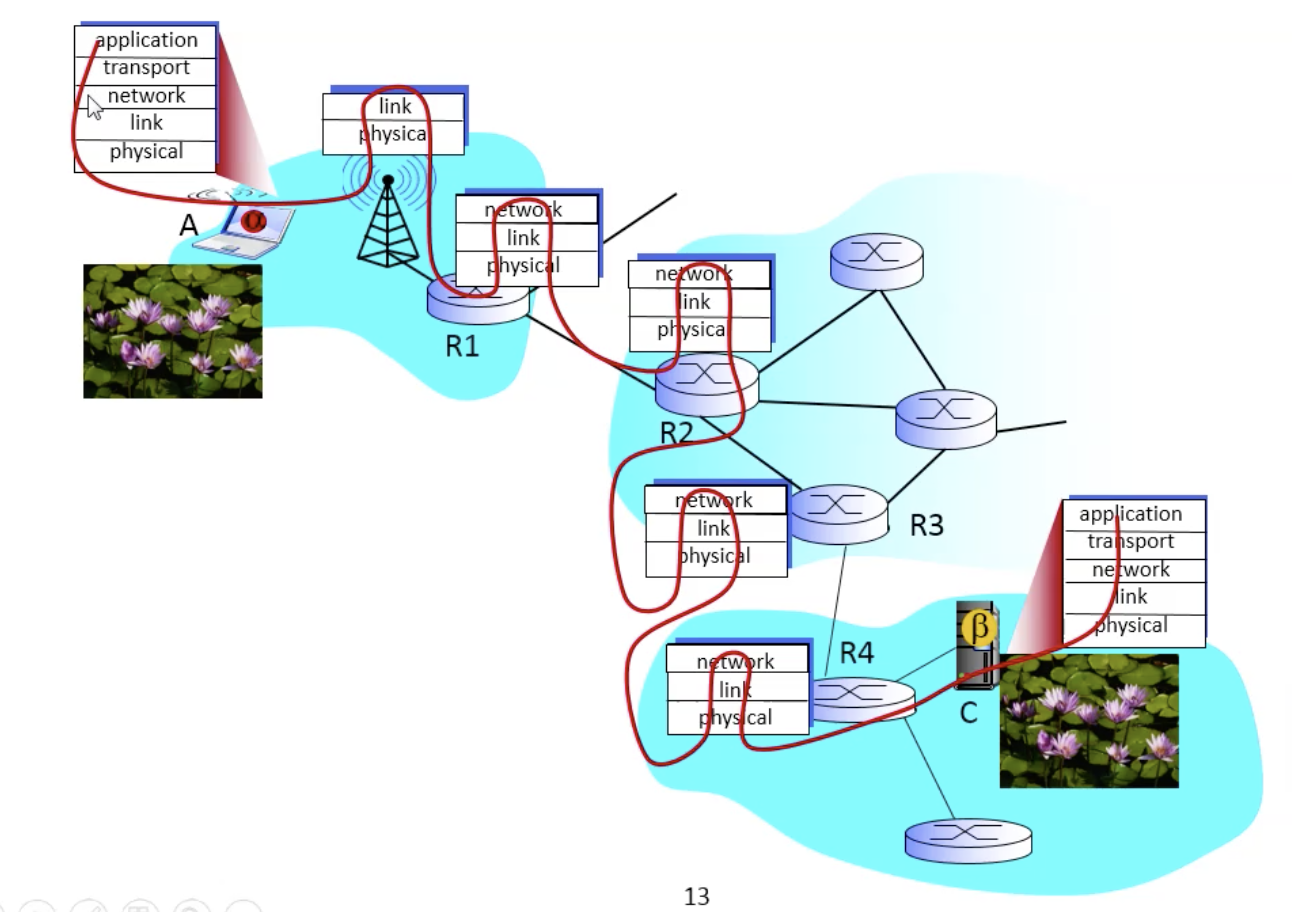 application
transport
network
link
physical
link
physical
A
α
network
link
physical
R1
network
link
physical
R2
network
link
physical
R3
application
transport
network
link
physical
β
C
network
link
physical
R4
13